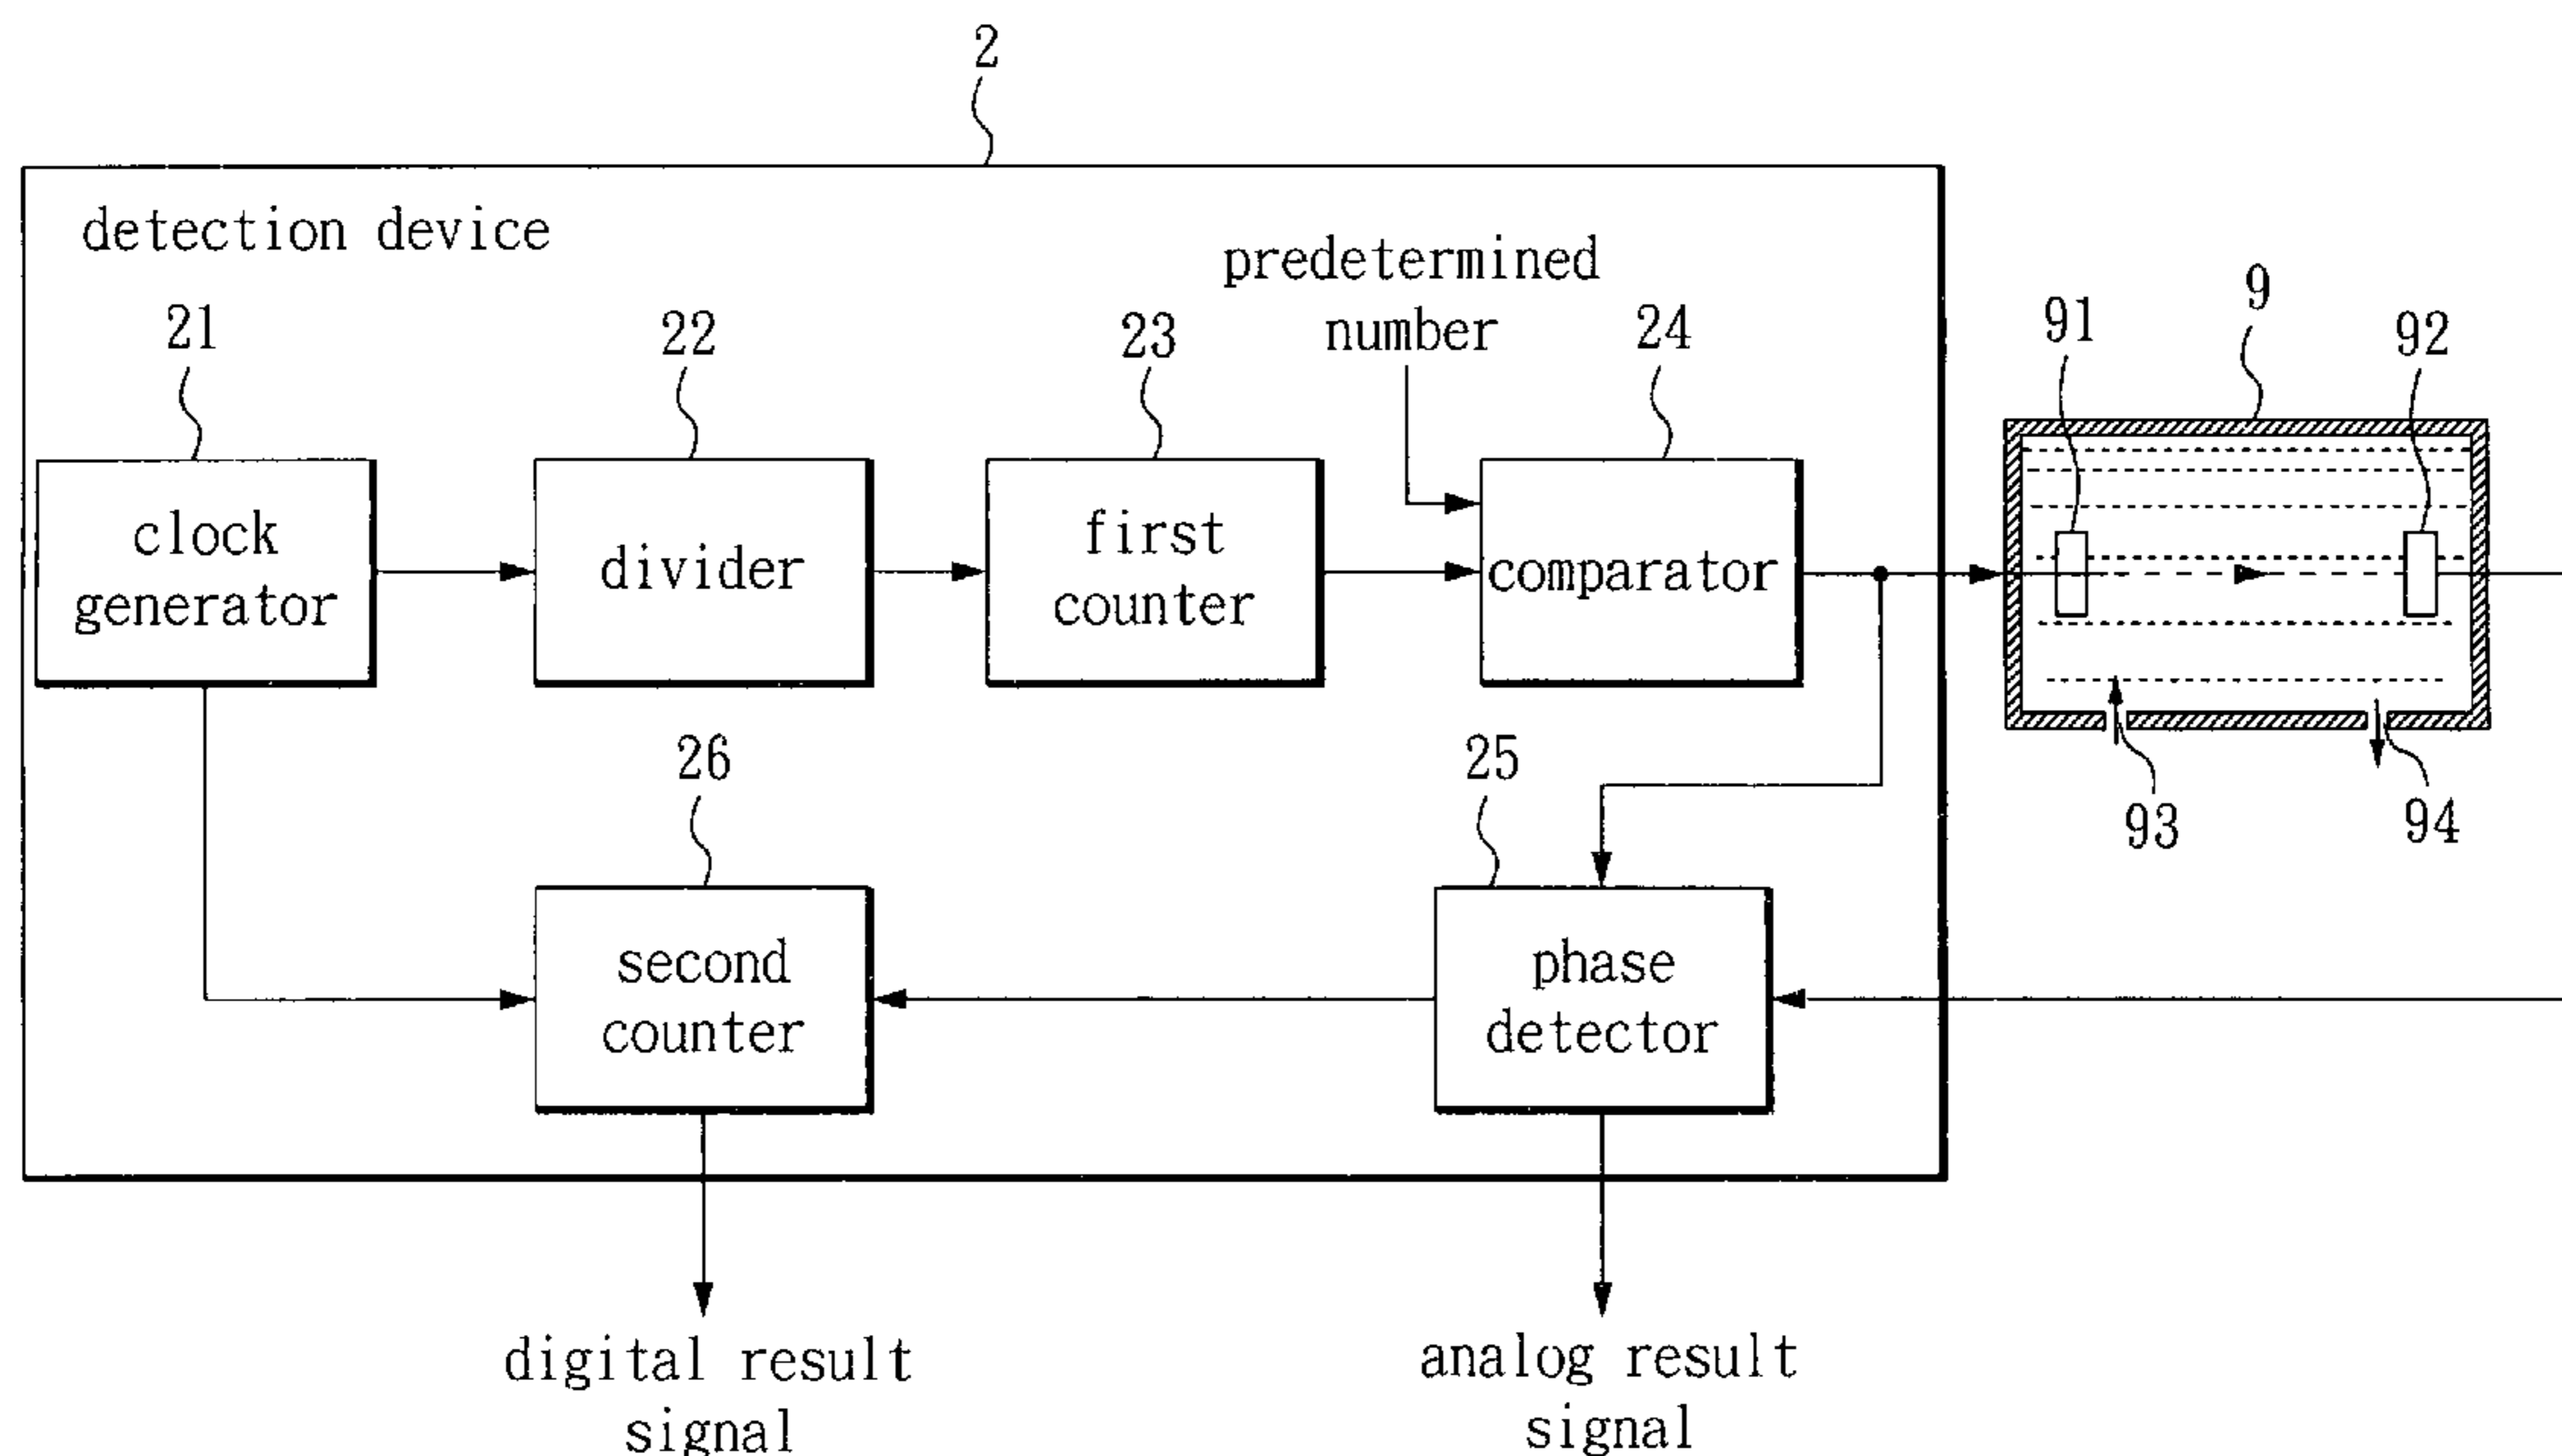 2
detection device
predetermined
number
21
22
23
24
91
9
92
clock
generator
divider
first
counter
comparator
93
94
26
25
second
counter
phase
detector
digital result
signal
analog result
signal